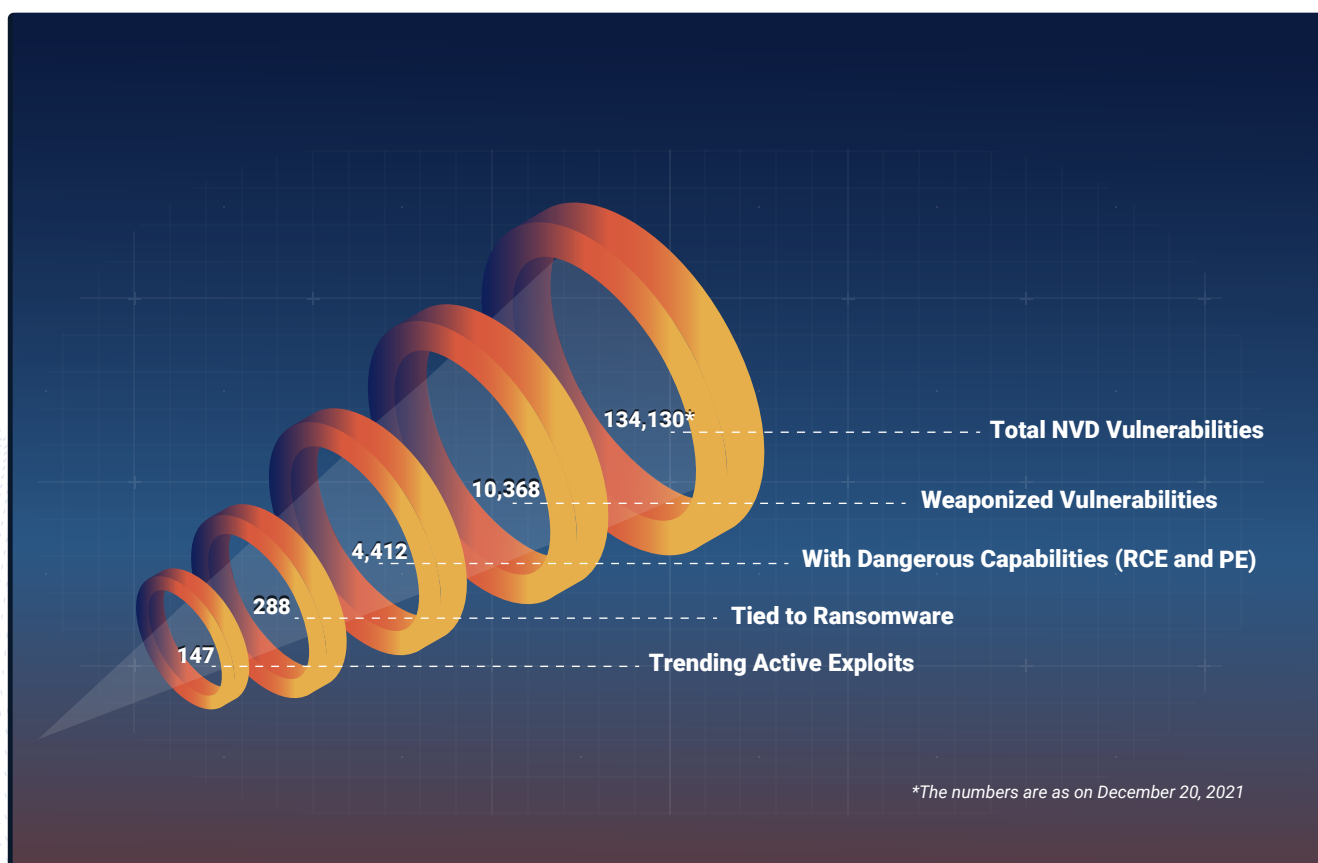 134,130*
Total NVD Vulnerabilities
10,368
Weaponized Vulnerabilities
4,412
With Dangerous Capabilities (RCE and PE)
288
Tied to Ransomware
147
Trending Active Exploits
*The numbers are as on December 20, 2021